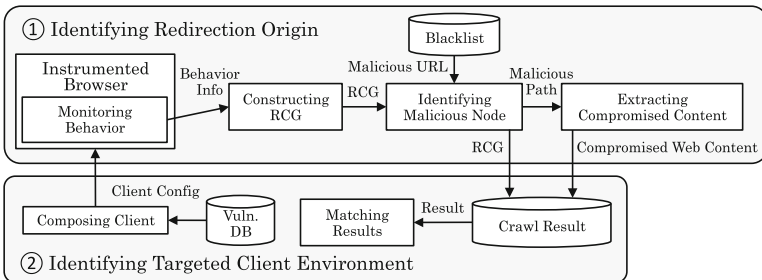 ① Identifying Redirection Origin
Blacklist
Instrumented
Browser
Monitoring
Behavior
Behavior
Info
Constructing
RCG
RCG
Malicious URL
Identifying
Malicious Node
Malicious
Path
Extracting
Compromised Content
RCG
Compromised Web Content
Client Config
Composing Client
Vuln.
DB
Matching
Results
Result
Crawl Result
② Identifying Targeted Client Environment